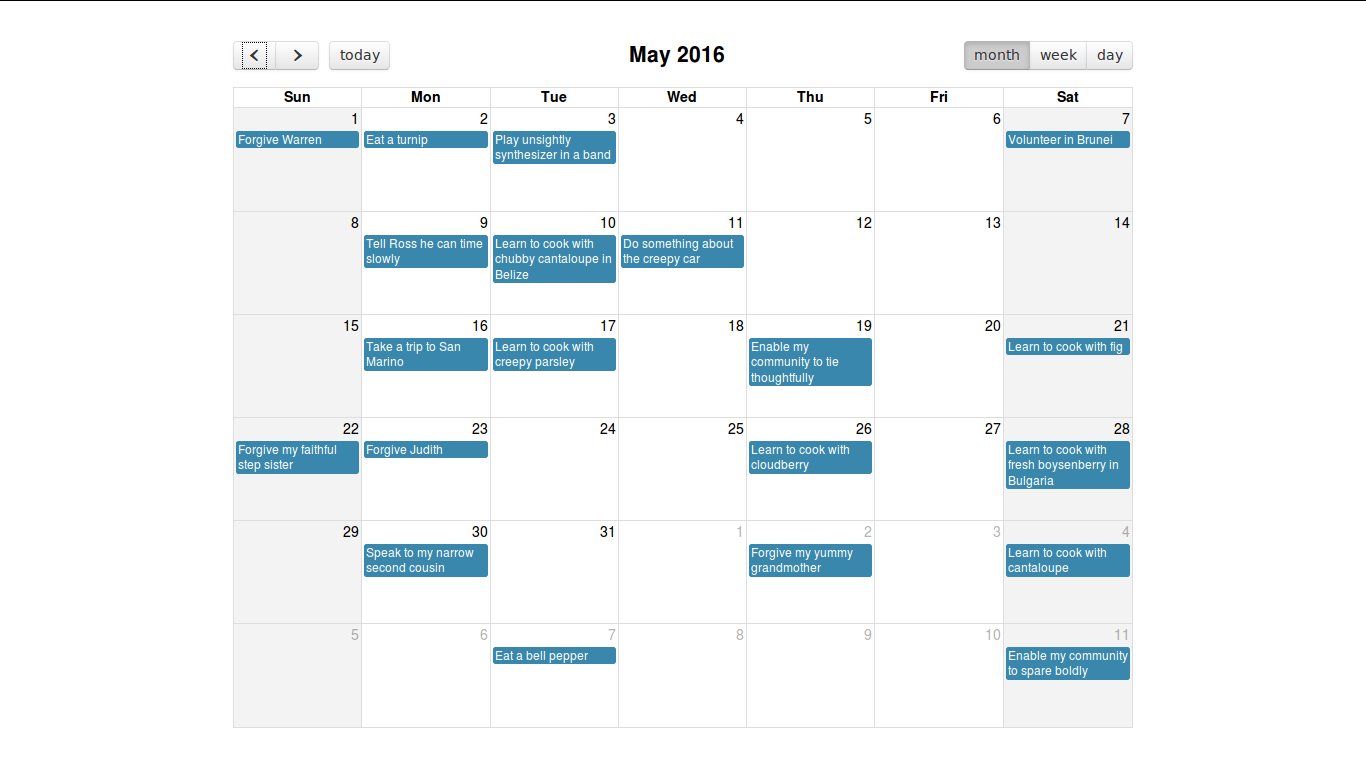 today
May 2016
month week day
Sun Mon Tue Wed Thu Fri Sat
1 2 3 4 5 6 7
Forgive Warren
Eat a turnip
Play unsightly
synthesizer in a band
Volunteer in Brunei
8 9 10 11 12 13 14
Tell Ross he can time
slowly
Learn to cook with
chubby cantaloupe in
Belize
Do something about
the creepy car
15 16 17 18 19 20 21
Take a trip to San
Marino
Learn to cook with
creepy parsley
Enable my
community to tie
thoughtfully
Learn to cook with fig
22 23 24 25 26 27 28
Forgive my faithful
step sister
Forgive Judith
Learn to cook with
cloudberry
Learn to cook with
fresh boysenberry in
Bulgaria
29 30 31 1 2 3 4
Speak to my narrow
second cousin
Forgive my yummy
grandmother
Learn to cook with
cantaloupe
5 6 7 8 9 10 11
Eat a bell pepper
Enable my community
to spare boldly